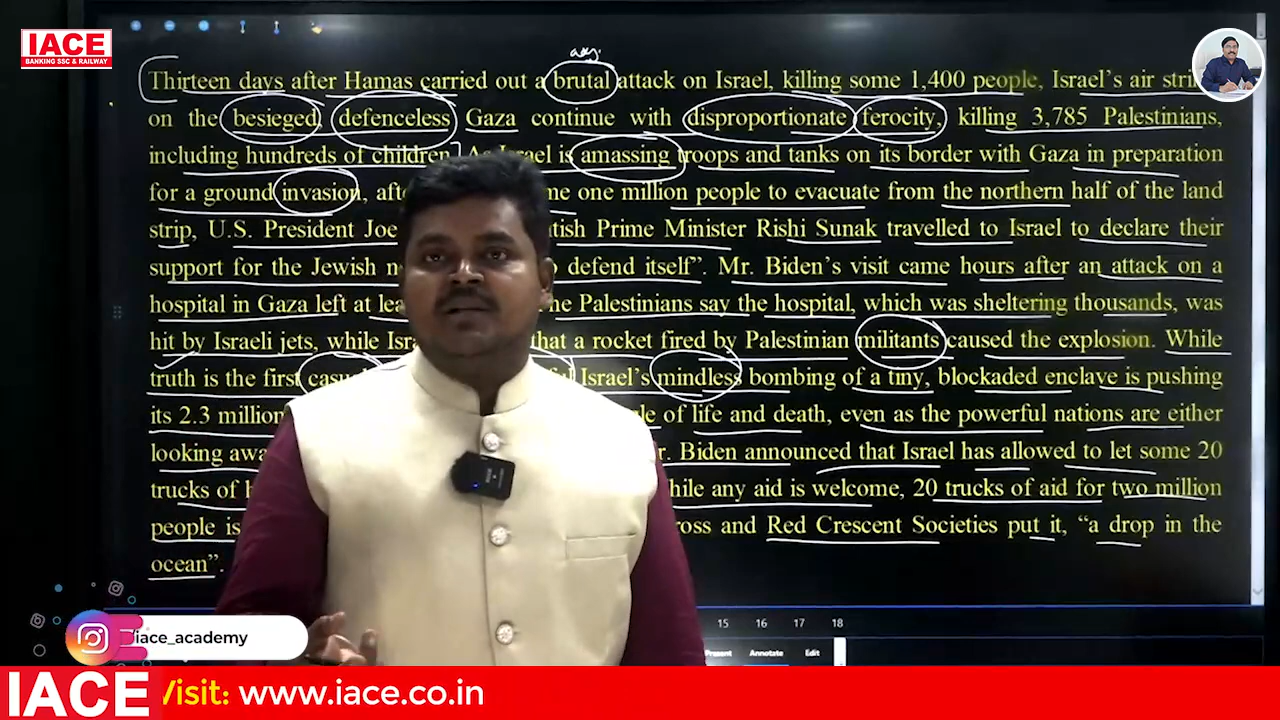 IACE
BANKING SSC & RAILWAY
adj.
Thirteen days after Hamas carried out a brutal attack on Israel, killing some 1,400 people, Israel's air
on the besieged, defenceless Gaza continue with disproportionate ferocity, killing 3,785 Palestinians,
including hundreds of children. As Israel is amassing troops and tanks on its border with Gaza in preparation
for a ground invasion, one million people to evacuate from the northern half of the land
strip, U.S. President Joe Prime Minister Rishi Sunak travelled to Israel to declare their
support for the Jewish defend itself”. Mr. Biden's visit came hours after an attack on a
hospital in Gaza left at Palestinians say the hospital, which was sheltering thousands, was
hit by Israeli jets, while that a rocket fired by Palestinian militants caused the explosion. While
truth is the first Israel's mindless bombing of a tiny, blockaded enclave is pushing
its 2.3 million of life and death, even as the powerful nations are either
looking Biden announced that Israel has allowed to let some 20
trucks of any aid is welcome, 20 trucks of aid for two million
people is and Red Crescent Societies put it, “a drop in the
ocean”.
15 16 17 18
Annotate Edit
iace_academy
IACE Visit: www.iace.co.in